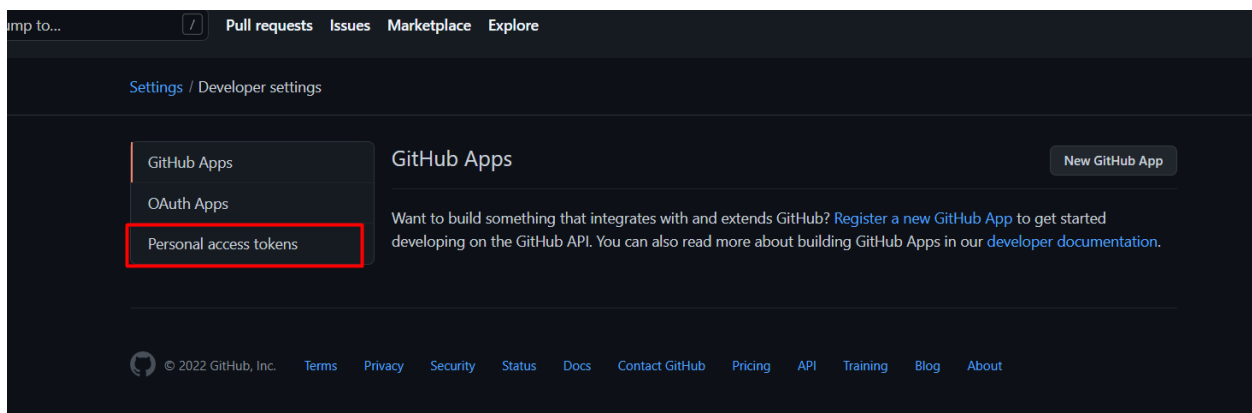 to...
/
Pull requests Issues Marketplace Explore
Settings / Developer settings
GitHub Apps
OAuth Apps
Personal access tokens
GitHub Apps
New GitHub App
Want to build something that integrates with and extends GitHub? Register a new GitHub App to get started
developing on the GitHub API. You can also read more about building GitHub Apps in our developer documentation.
© 2022 GitHub, Inc. Terms Privacy Security Status Docs Contact GitHub Pricing API Training Blog About